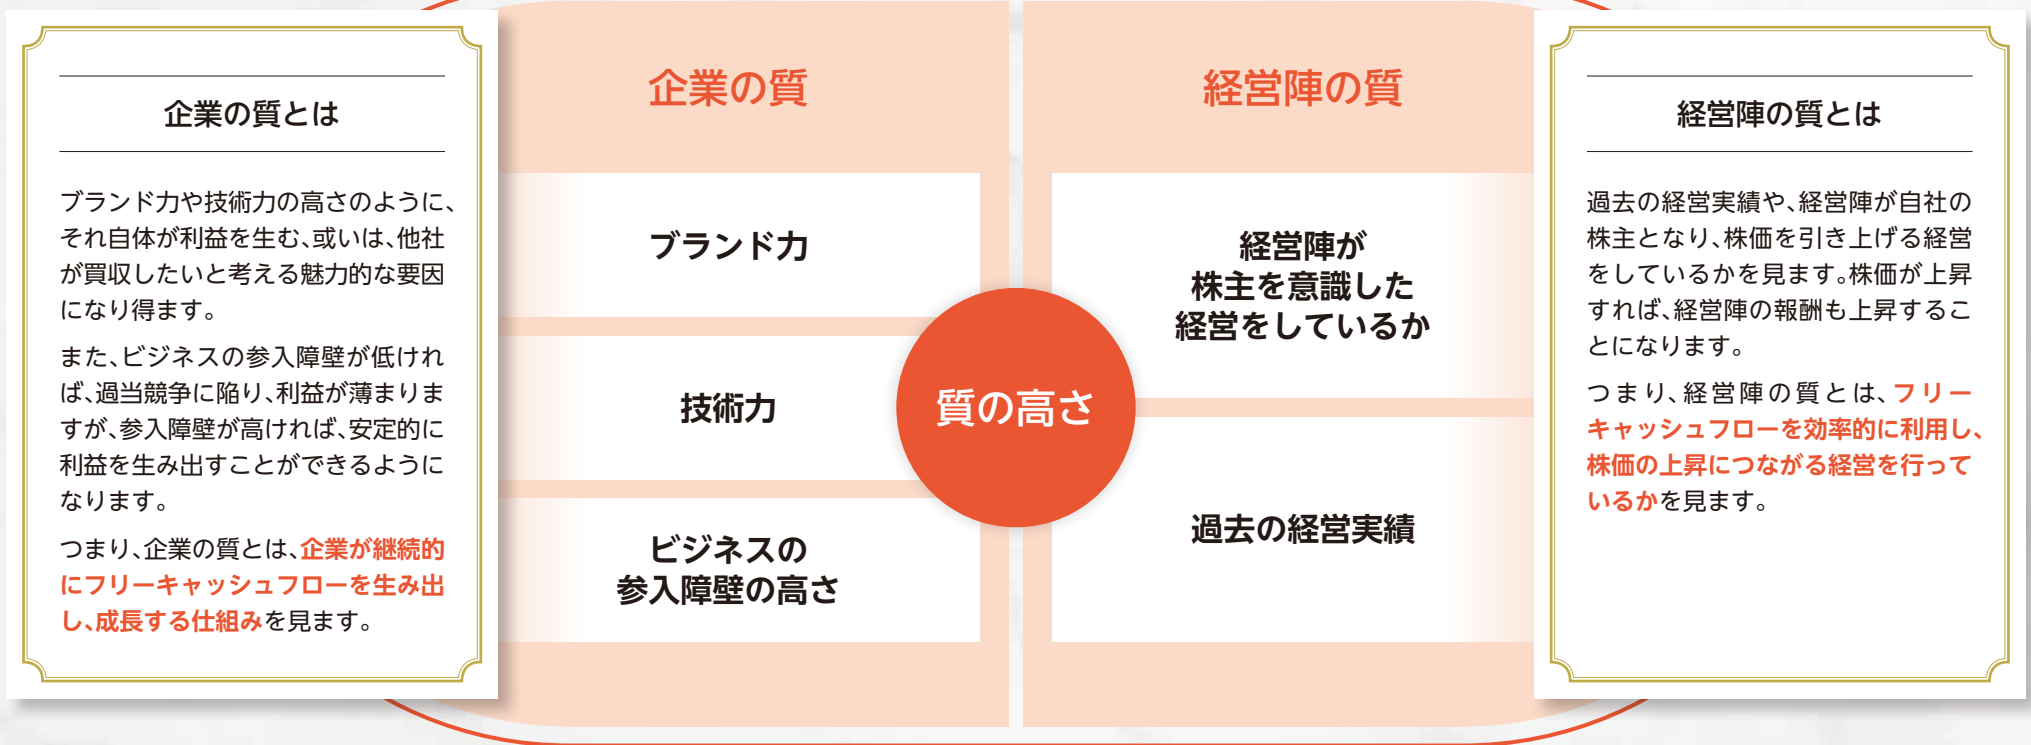 企業の質とは
ブランド力や技術力の高さのように、
それ自体が利益を生む、或いは、他社
が買収したいと考える魅力的な要因
になり得ます。
また、ビジネスの参入障壁が低けれ
ば、過当競争に陥り、利益が薄まりま
すが、参入障壁が高ければ、安定的に
利益を生み出すことができるように
なります。
つまり、企業の質とは、企業が継続的
にフリーキャッシュフローを生み出
し、成長する仕組みを見ます。
企業の質
ブランド力
技術力
ビジネスの
参入障壁の高さ
質の高さ
経営陣の質
経営陣が
株主を意識した
経営をしているか
過去の経営実績
経営陣の質とは
過去の経営実績や、経営陣が自社の
株主となり、株価を引き上げる経営
をしているかを見ます。株価が上昇
すれば、経営陣の報酬も上昇するこ
とになります。
つまり、経営陣の質とは、フリー
キャッシュフローを効率的に利用し、
株価の上昇につながる経営を行って
いるかを見ます。